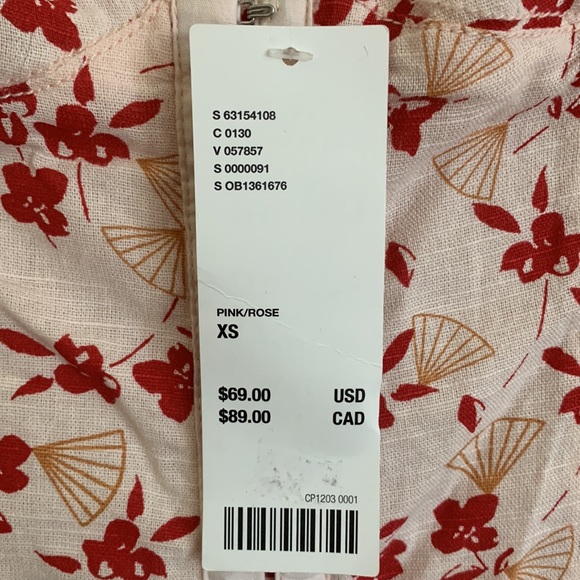 S 63154108
C 0130
V 057857
S 0000091
S OB1361676
PINK/ROSE
XS
$69.00 USD
$89.00 CAD
CP1203 0001